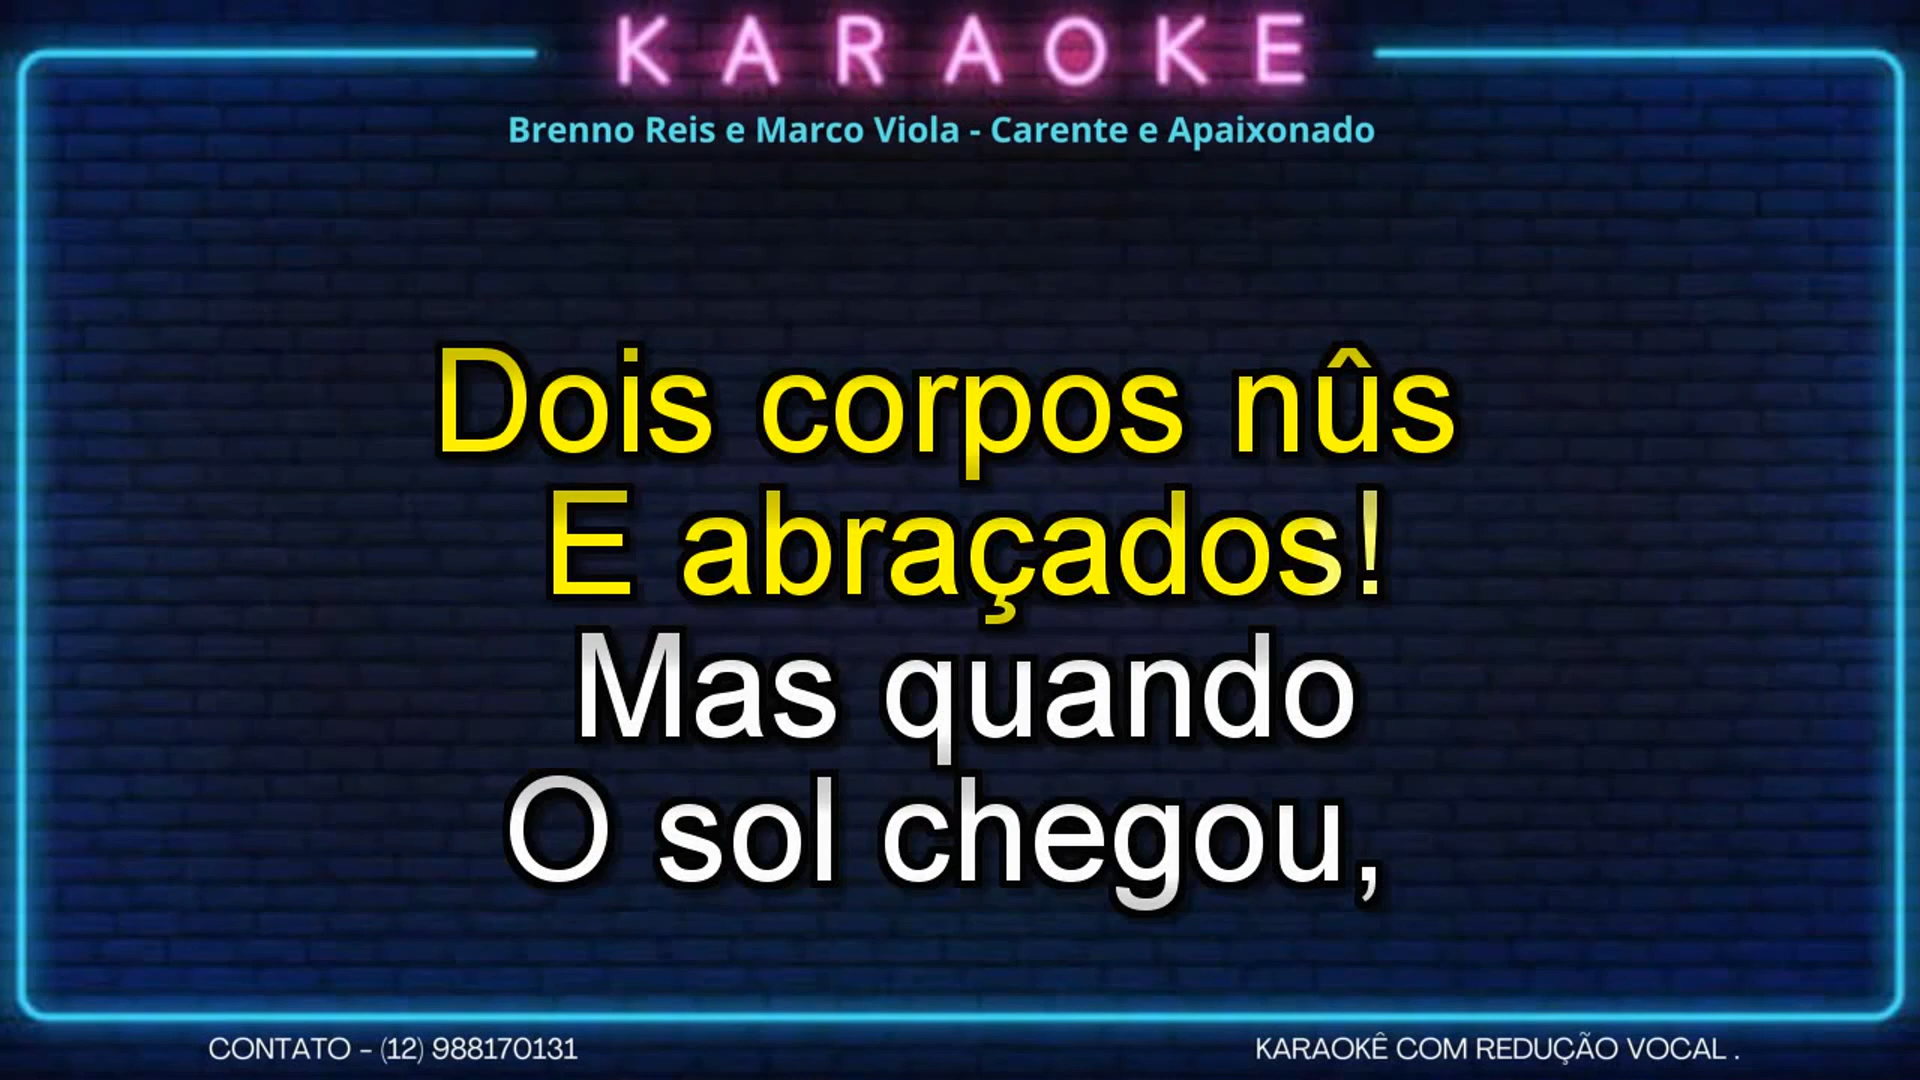 KARAOKE
Brenno Reis e Marco Viola - Carente e Apaixonado
Dois corpos nûs
E abraçados!
Mas quando
O sol chegou,
CONTATO - (12) 988170131
KARAOKÊ COM REDUÇÃO VOCAL .